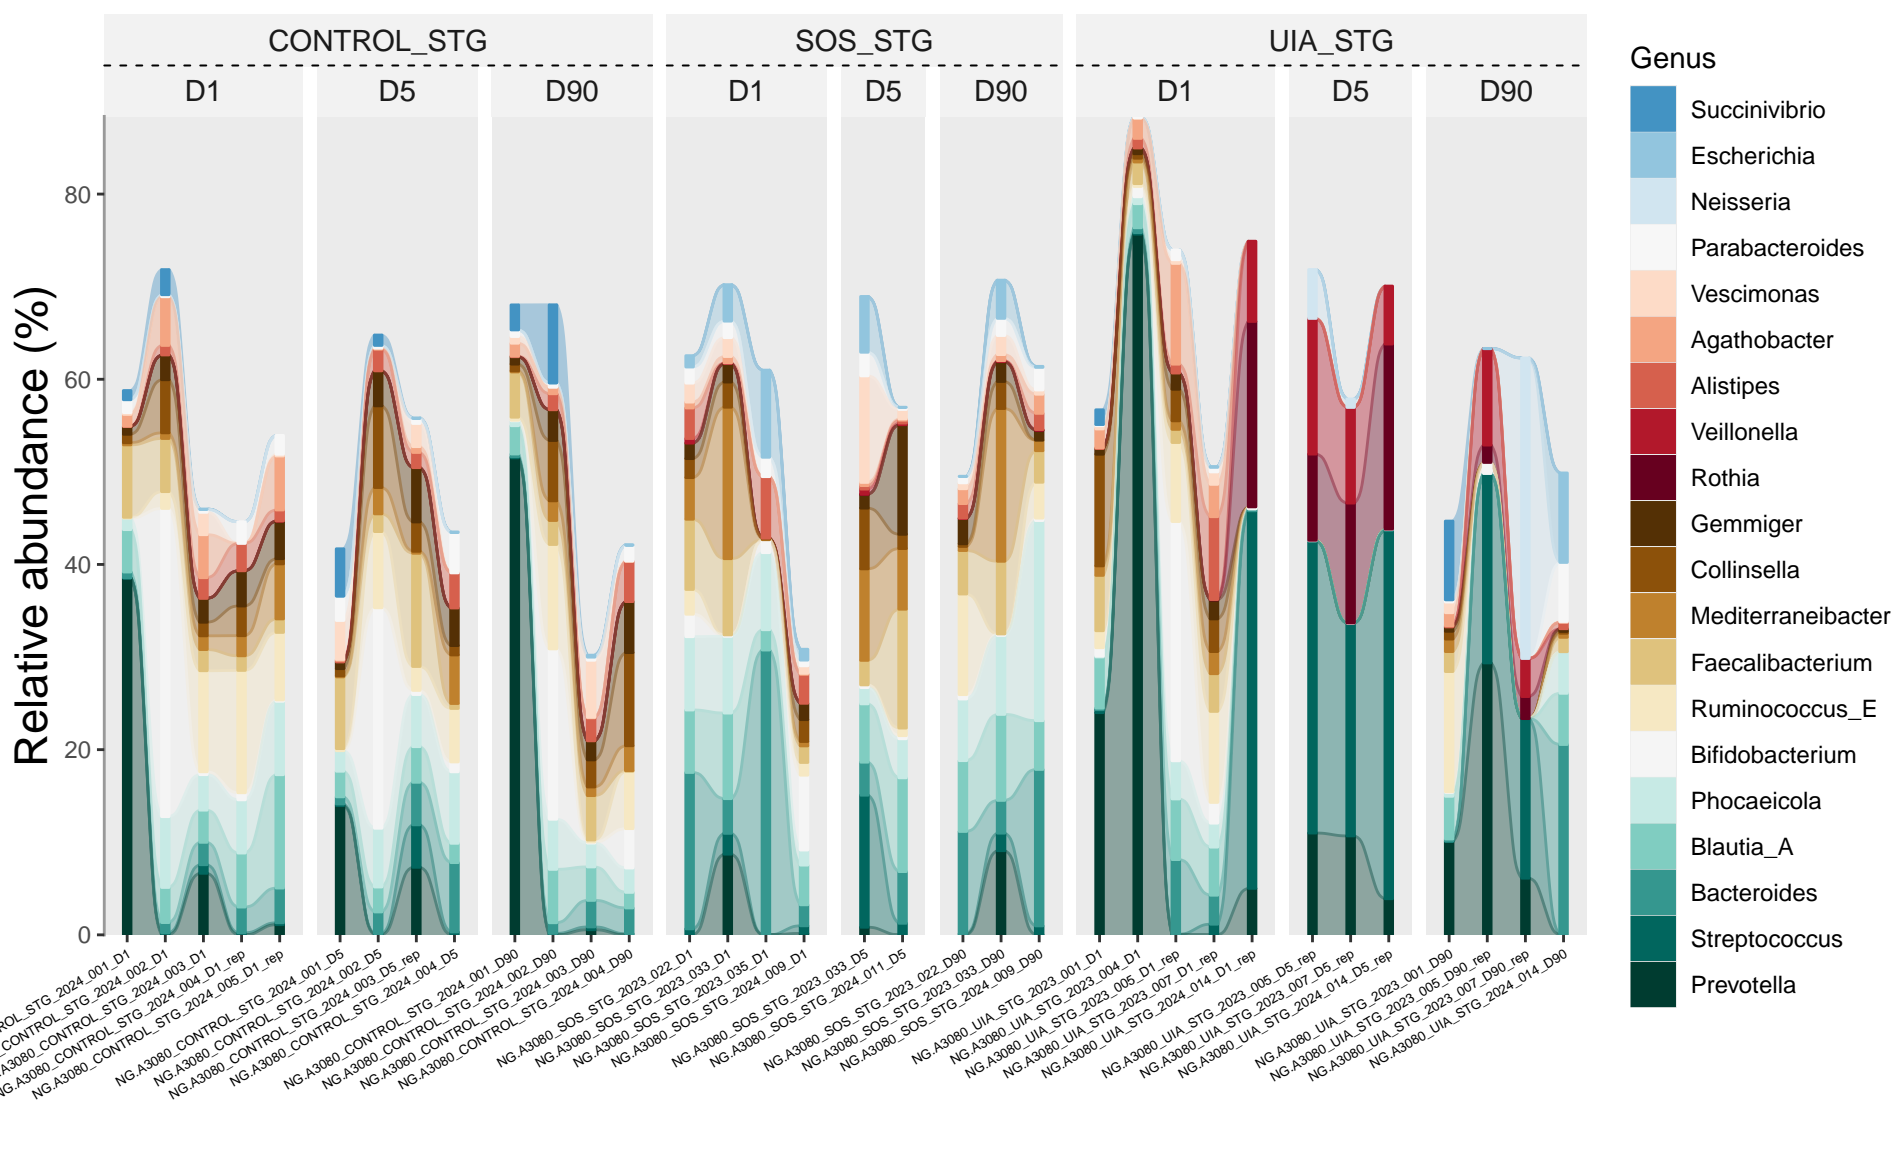 CONTROL_STG
SOS_STG
UIA_STG
D1
D5
D90
D1
D5
D90
D1
D5
D90
Relative abundance (%)
80
60
40
20
0
ROL_STG_2024_001_D1
CONTROL_STG_2024_002_D1
A3080_CONTROL_STG_2024_003_D1
NG.A3080_CONTROL_STG_2024_004_D1_rep
NG.A3080_CONTROL_STG_2024_005_D1_rep
NG.A3080_CONTROL_STG_2024_001_D5
NG.A3080_CONTROL_STG_2024_002_D5
NG.A3080_CONTROL_STG_2024_003_D5_rep
NG.A3080_CONTROL_STG_2024_004_D5
NG.A3080_CONTROL_STG_2024_001_D90
NG.A3080_CONTROL_STG_2024_002_D90
NG.A3080_CONTROL_STG_2024_003_D90
NG.A3080_CONTROL_STG_2024_004_D90
NG.A3080_SOS_STG_2023_022_D1
NG.A3080_SOS_STG_2023_033_D1
NG.A3080_SOS_STG_2023_035_D1
NG.A3080_SOS_STG_2024_009_D1
NG.A3080_SOS_STG_2023_033_D5
NG.A3080_SOS_STG_2024_011_D5
NG.A3080_SOS_STG_2023_022_D90
NG.A3080_SOS_STG_2023_033_D90
NG.A3080_SOS_STG_2024_009_D90
NG.A3080_UIA_STG_2023_001_D1
NG.A3080_UIA_STG_2023_004_D1
NG.A3080_UIA_STG_2023_005_D1_rep
NG.A3080_UIA_STG_2023_007_D1_rep
NG.A3080_UIA_STG_2024_014_D1_rep
NG.A3080_UIA_STG_2023_005_D5_rep
NG.A3080_UIA_STG_2023_007_D5_rep
NG.A3080_UIA_STG_2024_014_D5_rep
NG.A3080_UIA_STG_2023_001_D90
NG.A3080_UIA_STG_2023_005_D90_rep
NG.A3080_UIA_STG_2023_007_D90_rep
NG.A3080_UIA_STG_2024_014_D90
Genus
Succinivibrio
Escherichia
Neisseria
Parabacteroides
Vescimonas
Agathobacter
Alistipes
Veillonella
Rothia
Gemmiger
Collinsella
Mediterraneibacter
Faecalibacterium
Ruminococcus_E
Bifidobacterium
Phocaeicola
Blautia_A
Bacteroides
Streptococcus
Prevotella